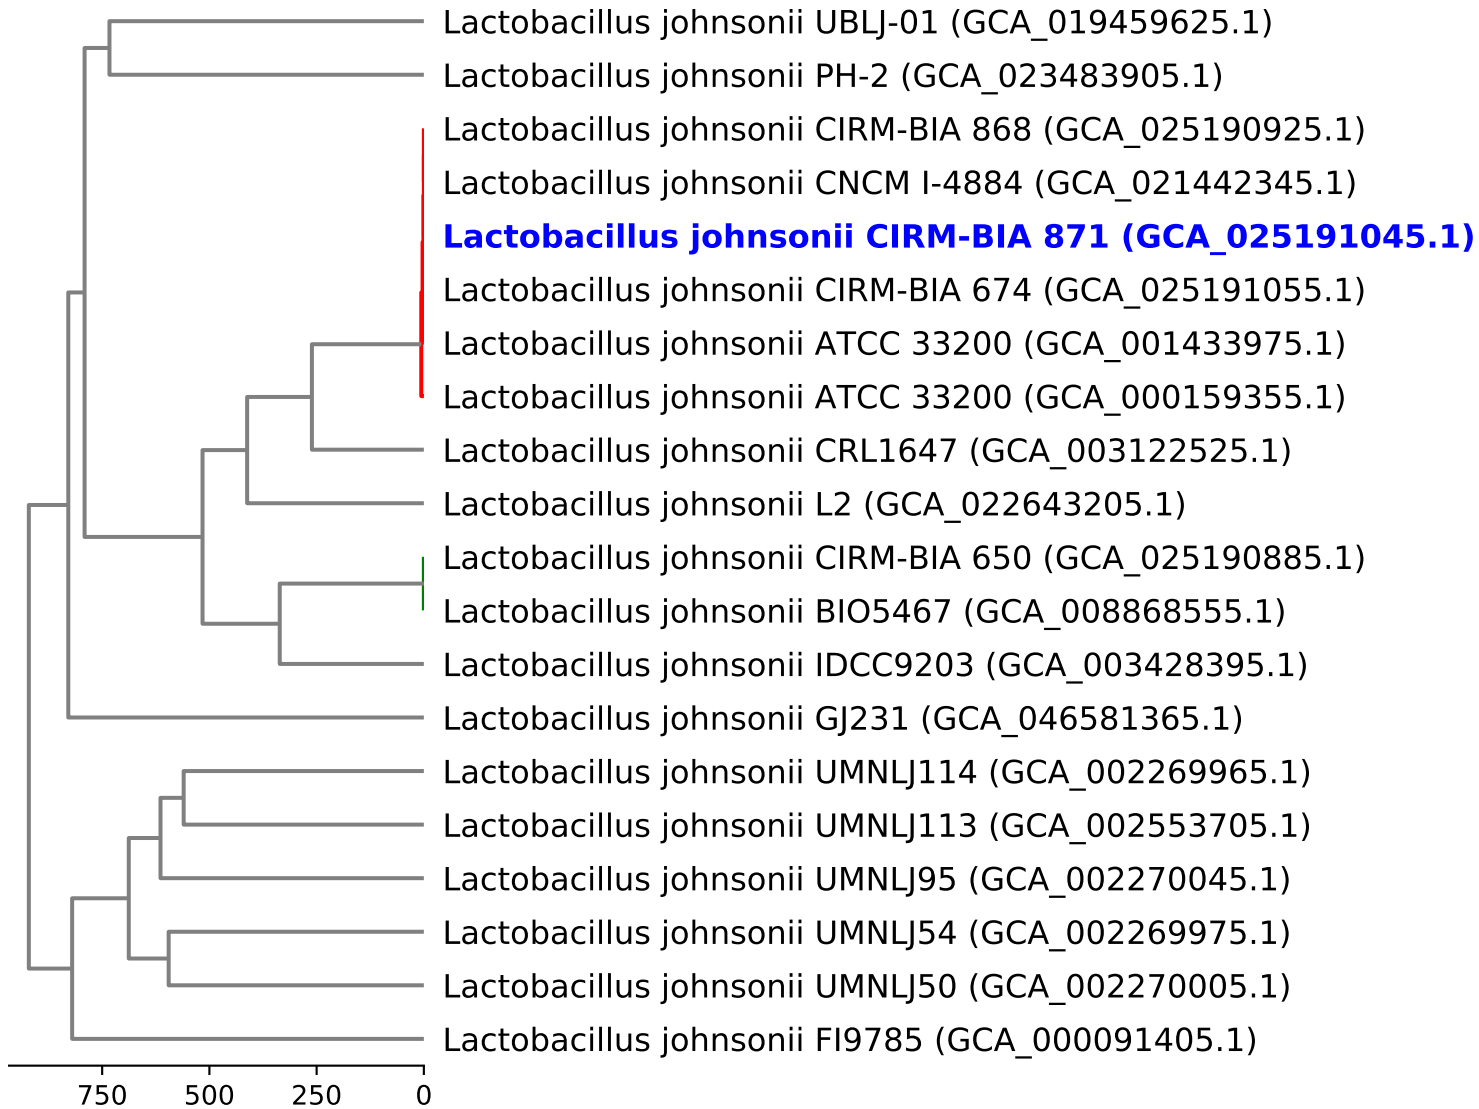 Lactobacillus johnsonii UBLJ-01 (GCA_019459625.1)
Lactobacillus johnsonii PH-2 (GCA_023483905.1)
Lactobacillus johnsonii CIRM-BIA 868 (GCA_025190925.1)
Lactobacillus johnsonii CNCM I-4884 (GCA_021442345.1)
Lactobacillus johnsonii CIRM-BIA 871 (GCA_025191045.1)
Lactobacillus johnsonii CIRM-BIA 674 (GCA_025191055.1)
Lactobacillus johnsonii ATCC 33200 (GCA_001433975.1)
Lactobacillus johnsonii ATCC 33200 (GCA_000159355.1)
Lactobacillus johnsonii CRL1647 (GCA_003122525.1)
Lactobacillus johnsonii L2 (GCA_022643205.1)
Lactobacillus johnsonii CIRM-BIA 650 (GCA_025190885.1)
Lactobacillus johnsonii BIO5467 (GCA_008868555.1)
Lactobacillus johnsonii IDCC9203 (GCA_003428395.1)
Lactobacillus johnsonii GJ231 (GCA_046581365.1)
Lactobacillus johnsonii UMNLJ114 (GCA_002269965.1)
Lactobacillus johnsonii UMNLJ113 (GCA_002553705.1)
Lactobacillus johnsonii UMNLJ95 (GCA_002270045.1)
Lactobacillus johnsonii UMNLJ54 (GCA_002269975.1)
Lactobacillus johnsonii UMNLJ50 (GCA_002270005.1)
Lactobacillus johnsonii FI9785 (GCA_000091405.1)
750 500 250 0